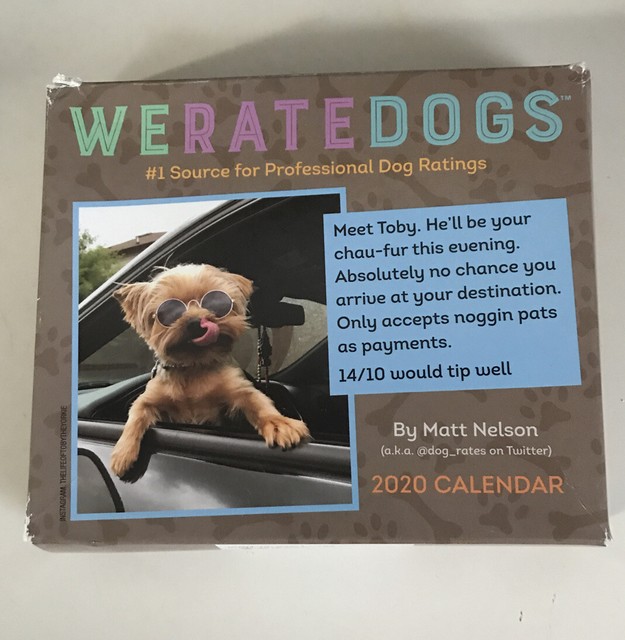 WERATEDOGS™
#1 Source for Professional Dog Ratings
Meet Toby. He'll be your
chau-fur this evening.
Absolutely no chance you
arrive at your destination.
Only accepts noggin pats
as payments.
14/10 would tip well
By Matt Nelson
(a.k.a. @dog_rates on Twitter)
2020 CALENDAR
INSTAGRAM: THELIFEOFTOBYTHEYORKIE